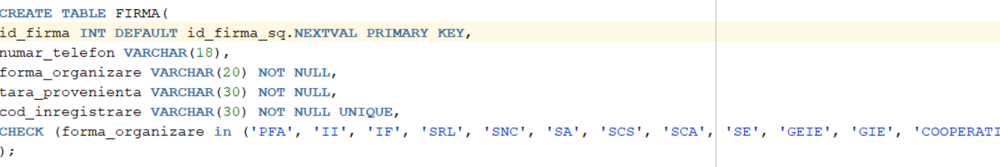 CREATE TABLE FIRMA(
id_firma INT DEFAULT id_firma_sq.NEXTVAL PRIMARY KEY,
numar_telefon VARCHAR(18),
forma_organizare VARCHAR(20) NOT NULL,
tara_provenienta VARCHAR(30) NOT NULL,
cod_inregistrare VARCHAR(30) NOT NULL UNIQUE,
CHECK (forma_organizare in ('PFA', 'II', 'IF', 'SRL', 'SNC', 'SA', 'SCS', 'SCA', 'SE', 'GEIE', 'GIE', 'COOPERATI
);